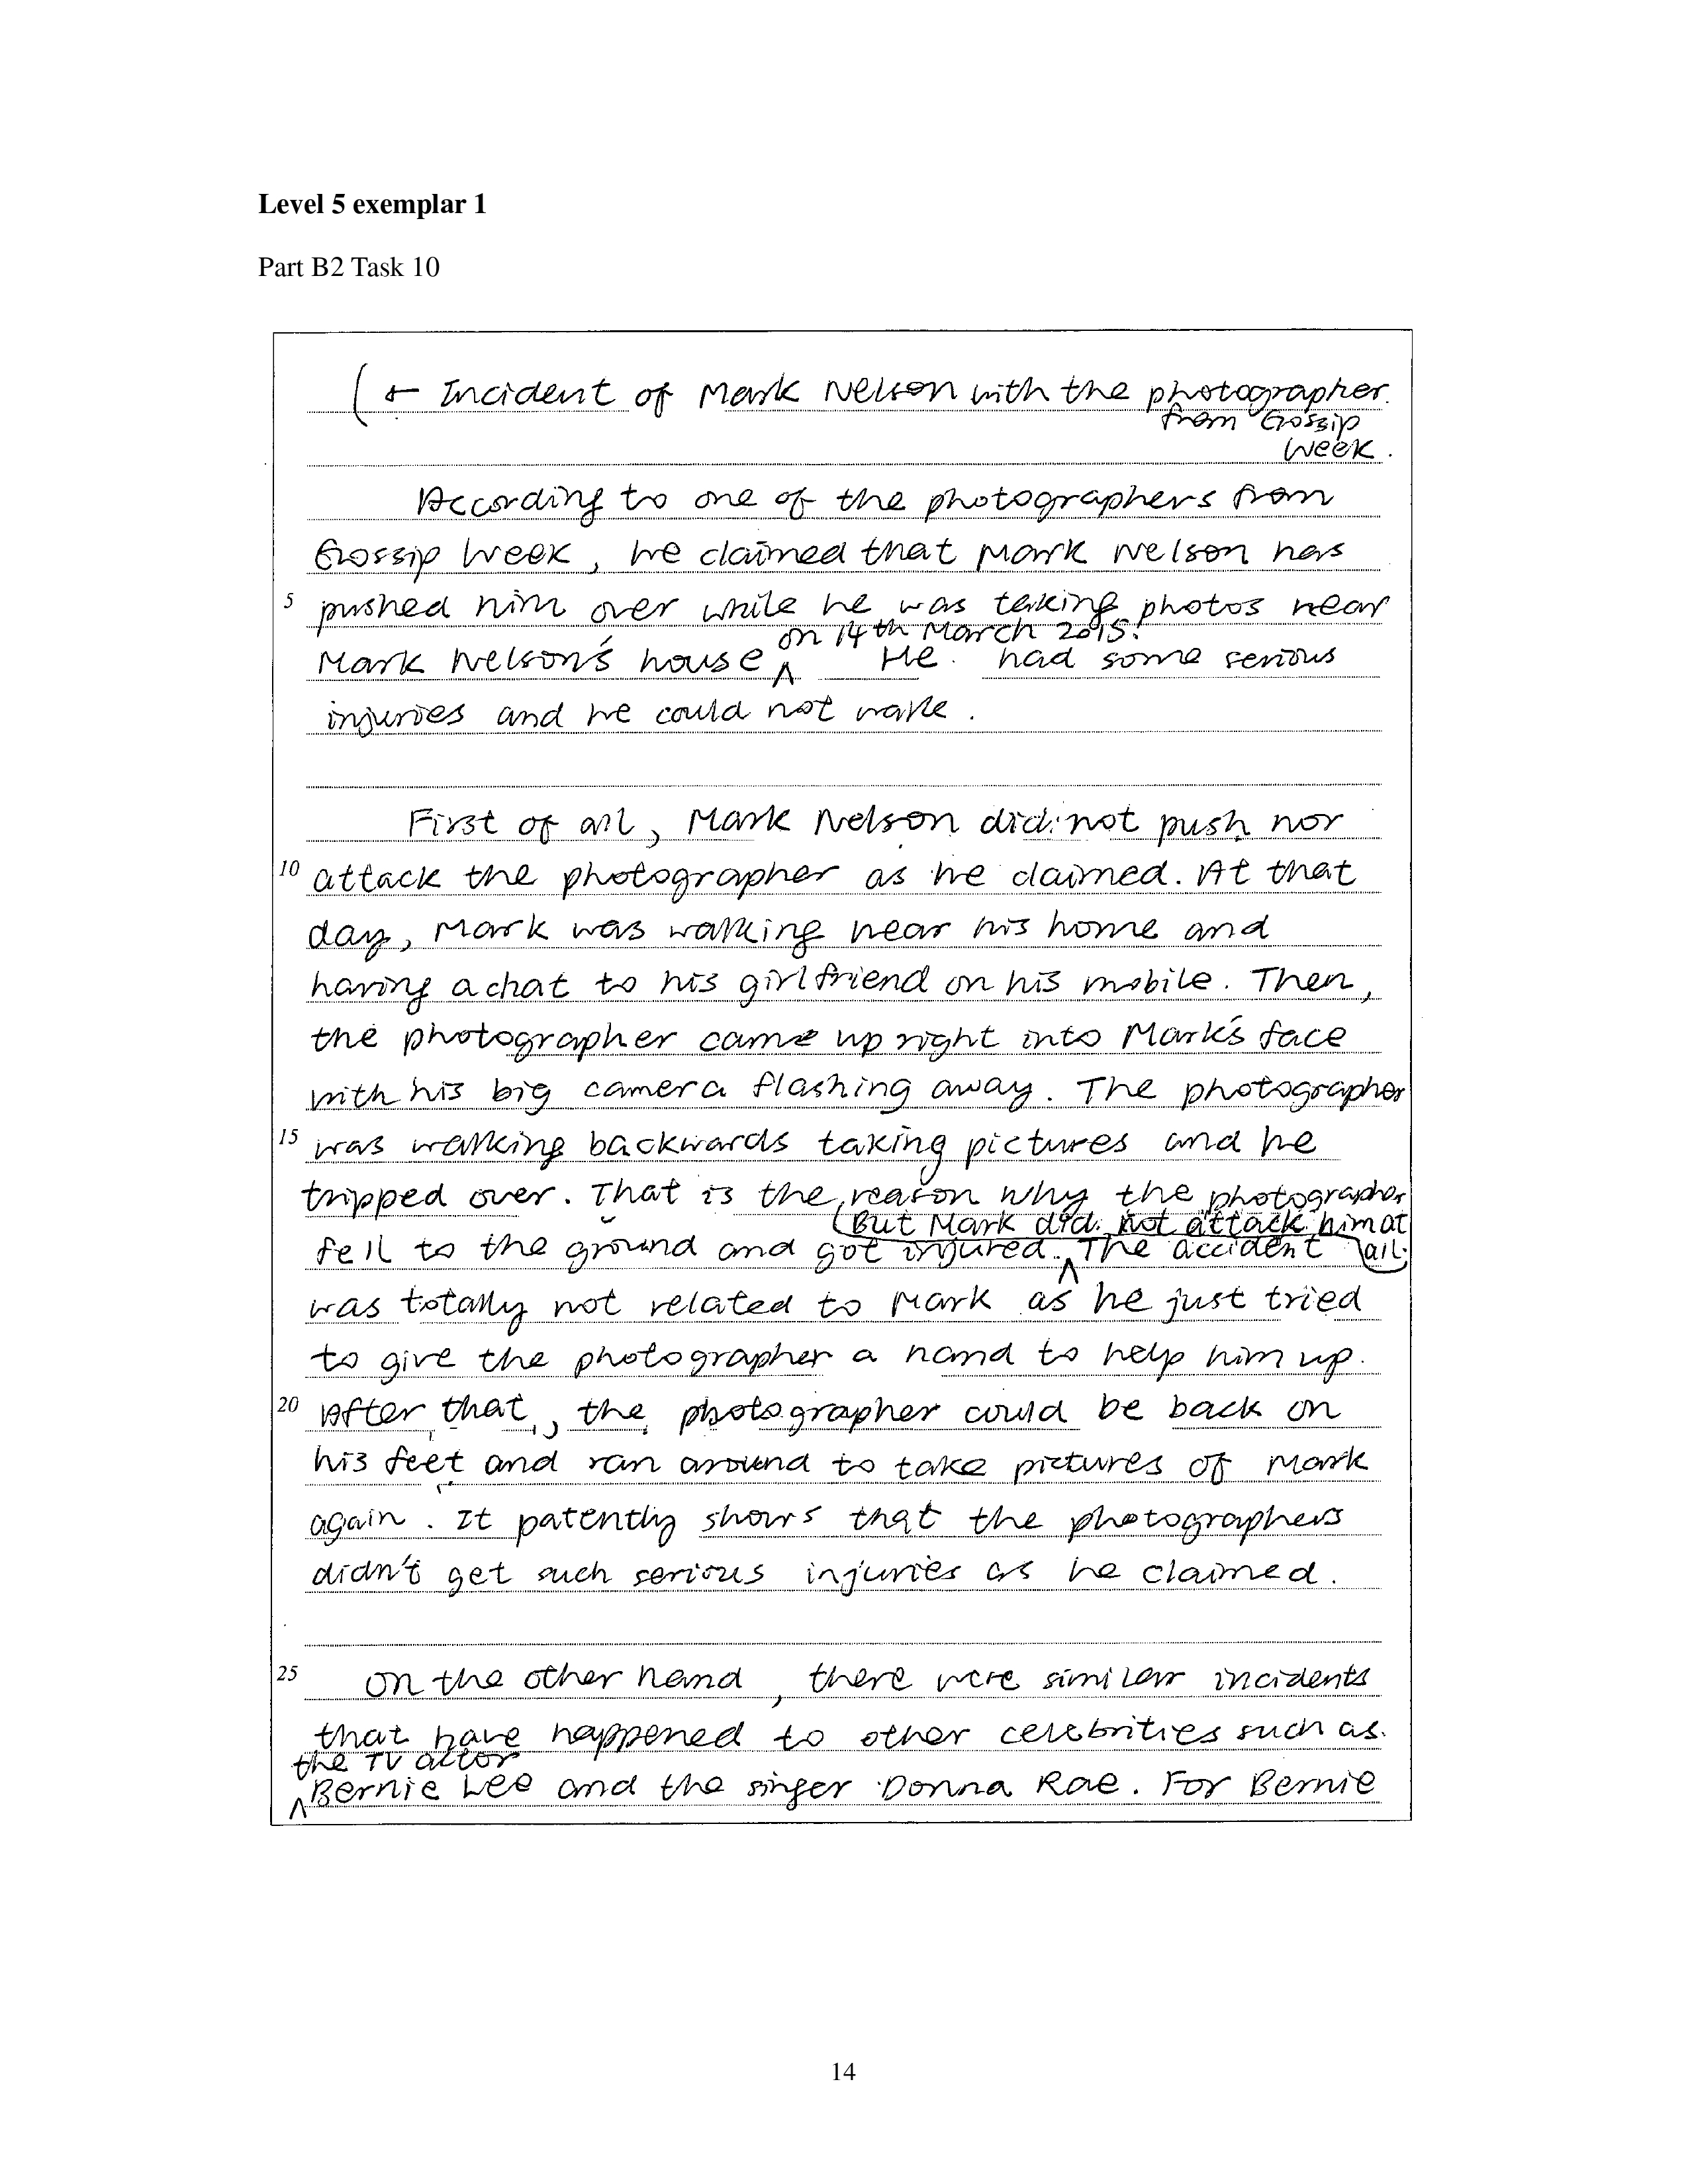 Level 5 exemplar 1
Part B2 Task 10
Incident of Mark Nelson with the photographer
from Gossip
Week.
According to one of the photographers from
Gossip Week, he claimed that Mark Nelson has
5 pushed him over while he was taking photos near
on 14th March 2015.
Mark Nelson's house ∧ He had some serious
injuries and he could not walk.
First of all, Mark Nelson did not push nor
10 attack the photographer as he claimed. At that
day, Mark was walking near his home and
having a chat to his girlfriend on his mobile. Then,
the photographer came up right into Mark's face
with his big camera flashing away. The photographer
15 was walking backwards taking pictures and he
tripped over. That is the reason why the photographer
(But Mark did not attack him at
fell to the ground and got injured. ∧ The accident all.
was totally not related to Mark as he just tried
to give the photographer a hand to help him up.
20 After that, the photographer could be back on
his feet and ran around to take pictures of Mark
again. It patently shows that the photographers
didn't get such serious injuries as he claimed.
25 On the other hand, there were similar incidents
that have happened to other celebrities such as
the TV actor
∧ Bernie Lee and the singer Donna Rae. For Bernie
14